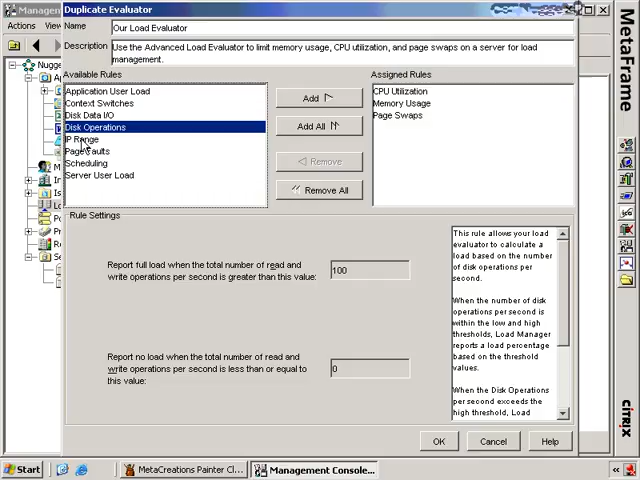 Management
Duplicate Evaluator
Actions
Name
Our Load Evaluator
Description
Use the Advanced Load Evaluator to limit memory usage, CPU utilization, and page swaps on a server for load
management.
Available Rules
Assigned Rules
Application User Load
Context Switches
Disk Data I/O
Disk Operations
IP Range
Page Faults
Scheduling
Server User Load
Add
Add All
Remove
Remove All
CPU Utilization
Memory Usage
Page Swaps
Rule Settings
Report full load when the total number of read and
write operations per second is greater than this value:
100
Report no load when the total number of read and
write operations per second is less than or equal to
this value:
0
This rule allows your load
evaluator to calculate a
load based on the number
of disk operations per
second.
When the number of disk
operations per second is
within the low and high
thresholds, Load Manager
reports a load percentage
based on the threshold
values.
When the Disk Operations
per second exceeds the
high threshold, Load
OK
Cancel
Help
MetaFrame
CITRIX
Start
MetaCreations Painter Cl...
Management Console...